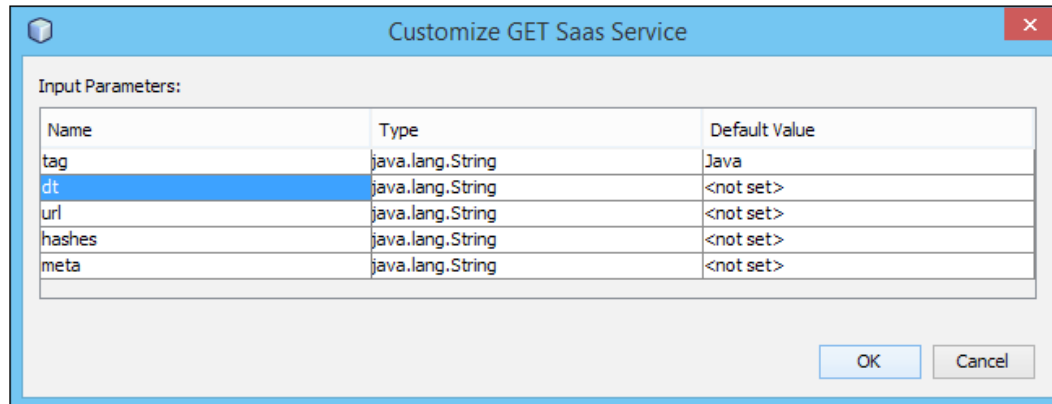 Customize GET Saas Service
Input Parameters:
Name Type Default Value
tag java.lang.String Java
dt java.lang.String <not set>
url java.lang.String <not set>
hashes java.lang.String <not set>
meta java.lang.String <not set>
OK Cancel